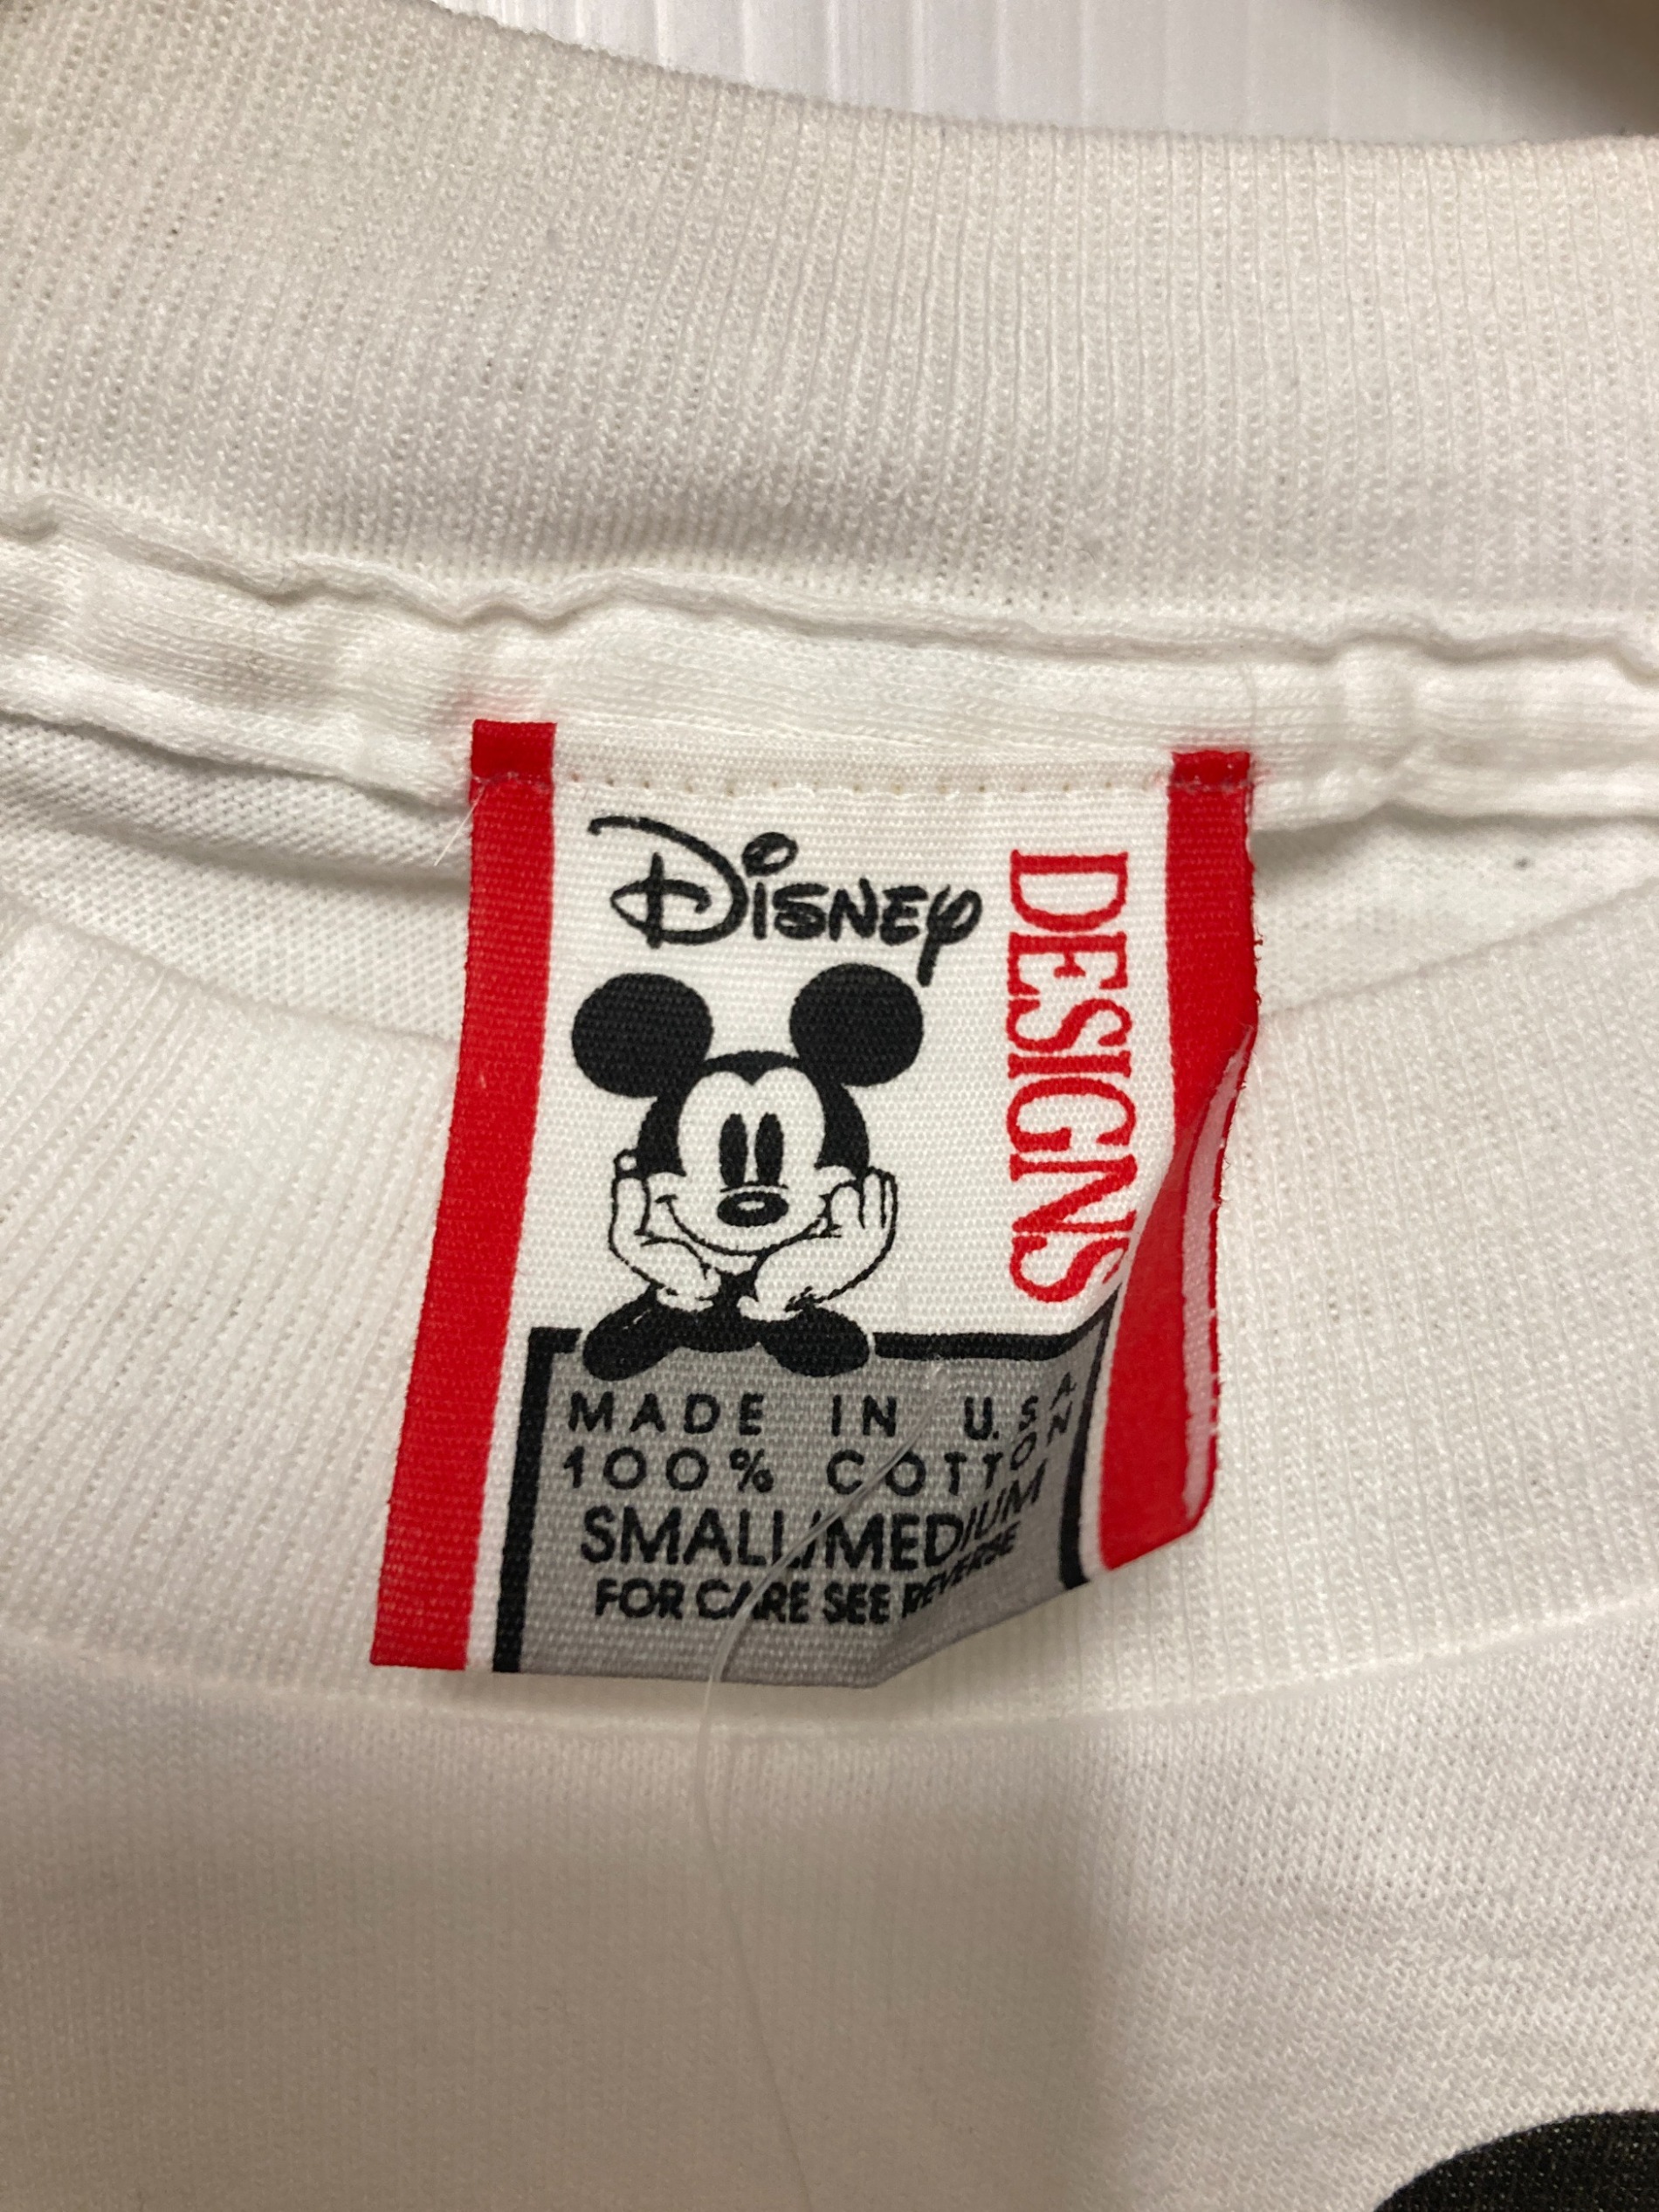 Disney
DESIGNS
MADE IN U.S.A.
100% COTTON
SMALL/MEDIUM
FOR CARE SEE REVERSE